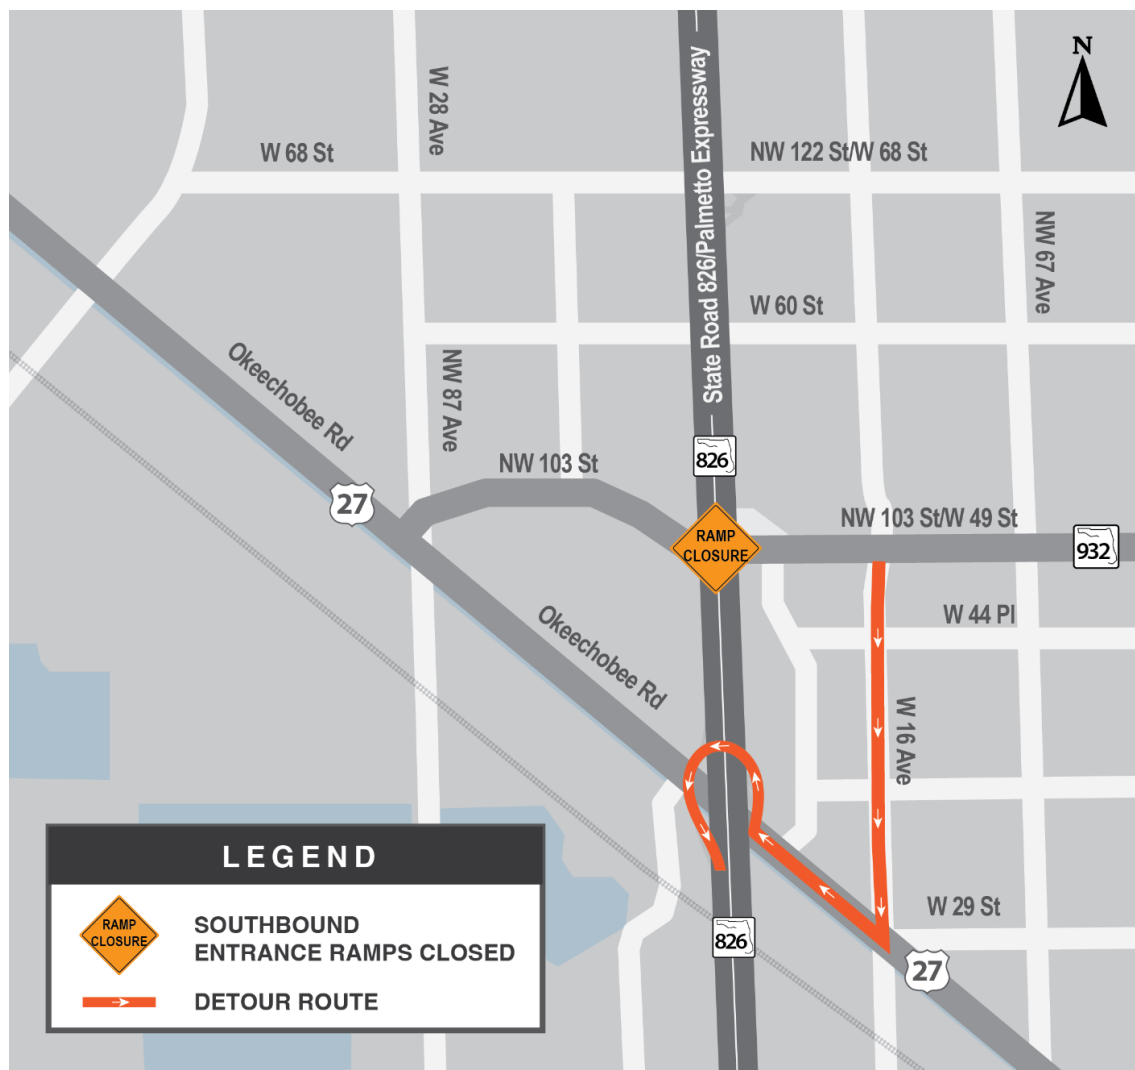 N
W 28 Ave
W 68 St
NW 122 St/W 68 St
State Road 826/Palmetto Expressway
NW 67 Ave
W 60 St
Okeechobee Rd
NW 87 Ave
826
NW 103 St
27
NW 103 St/W 49 St
RAMP
CLOSURE
932
W 44 Pl
Okeechobee Rd
W 16 Ave
W 29 St
826
27
LEGEND
RAMP
CLOSURE
SOUTHBOUND
ENTRANCE RAMPS CLOSED
DETOUR ROUTE